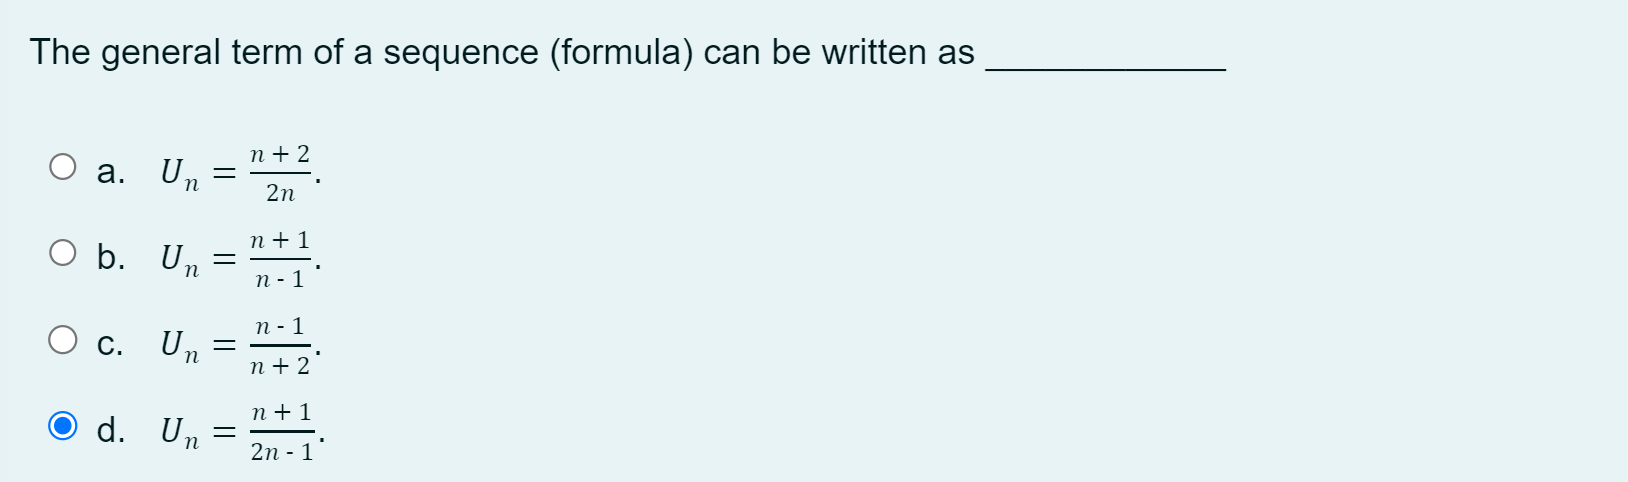 The general term of a sequence (formula) can be written as ____________
a. Uₙ = (n + 2)/(2n).
b. Uₙ = (n + 1)/(n - 1).
c. Uₙ = (n - 1)/(n + 2).
d. Uₙ = (n + 1)/(2n - 1).